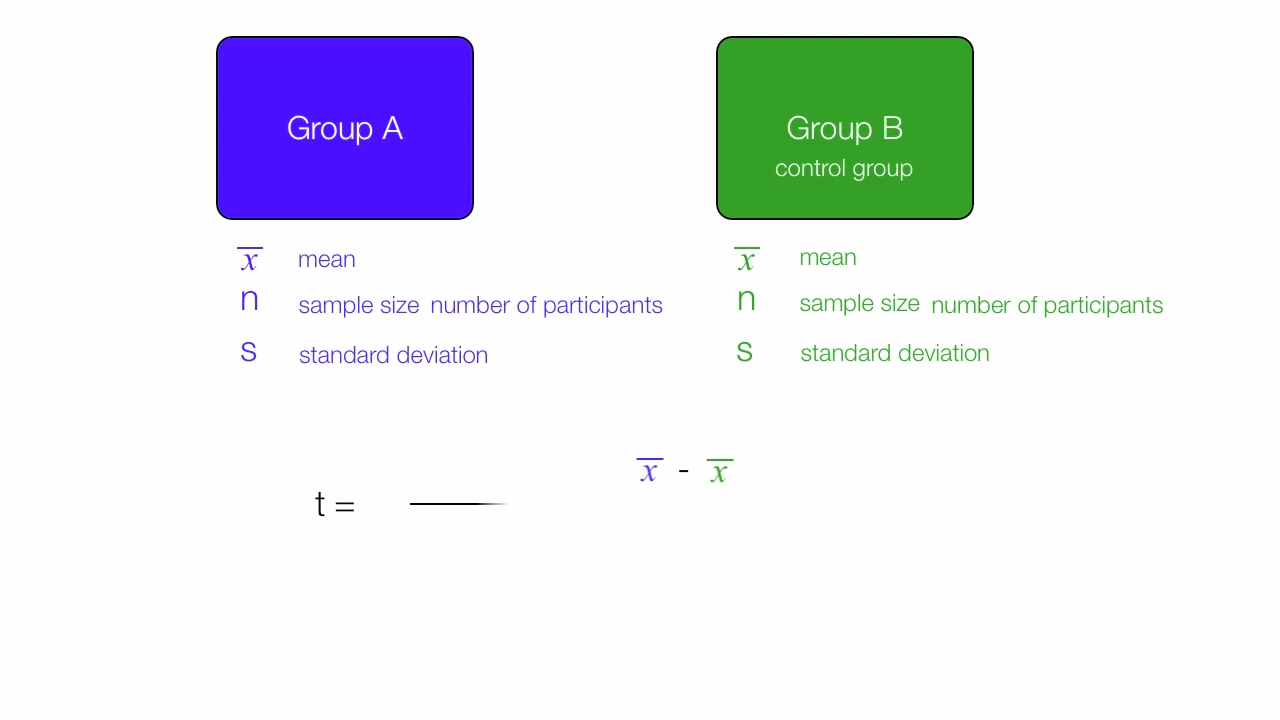 Group A
Group B
control group
x̅ mean
n sample size number of participants
s standard deviation
x̅ mean
n sample size number of participants
s standard deviation
x̅ - x̅
t =